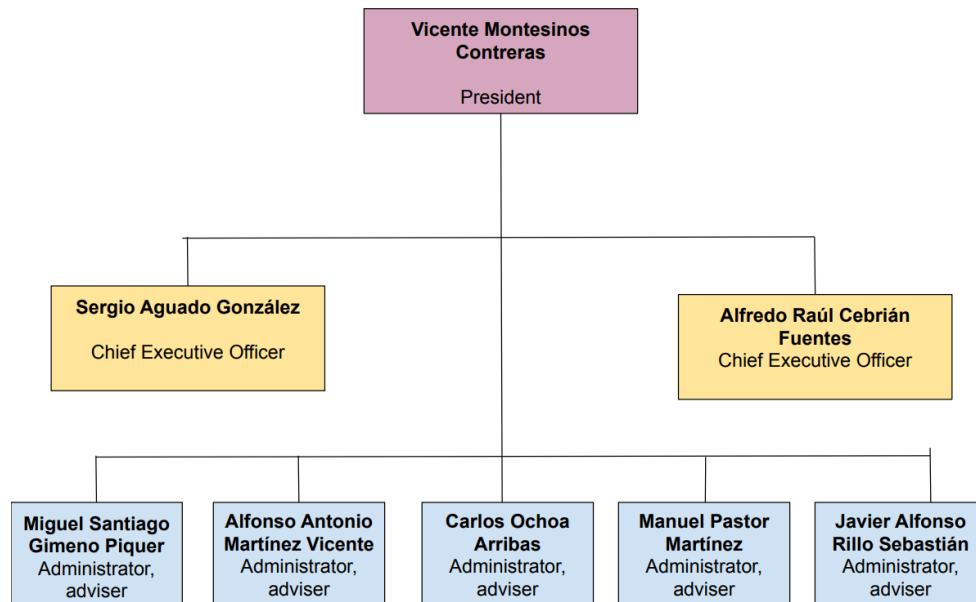 Vicente Montesinos
Contreras
President
Sergio Aguado González
Chief Executive Officer
Alfredo Raúl Cebrián
Fuentes
Chief Executive Officer
Miguel Santiago
Gimeno Piquer
Administrator,
adviser
Alfonso Antonio
Martínez Vicente
Administrator,
adviser
Carlos Ochoa
Arribas
Administrator,
adviser
Manuel Pastor
Martínez
Administrator,
adviser
Javier Alfonso
Rillo Sebastián
Administrator,
adviser